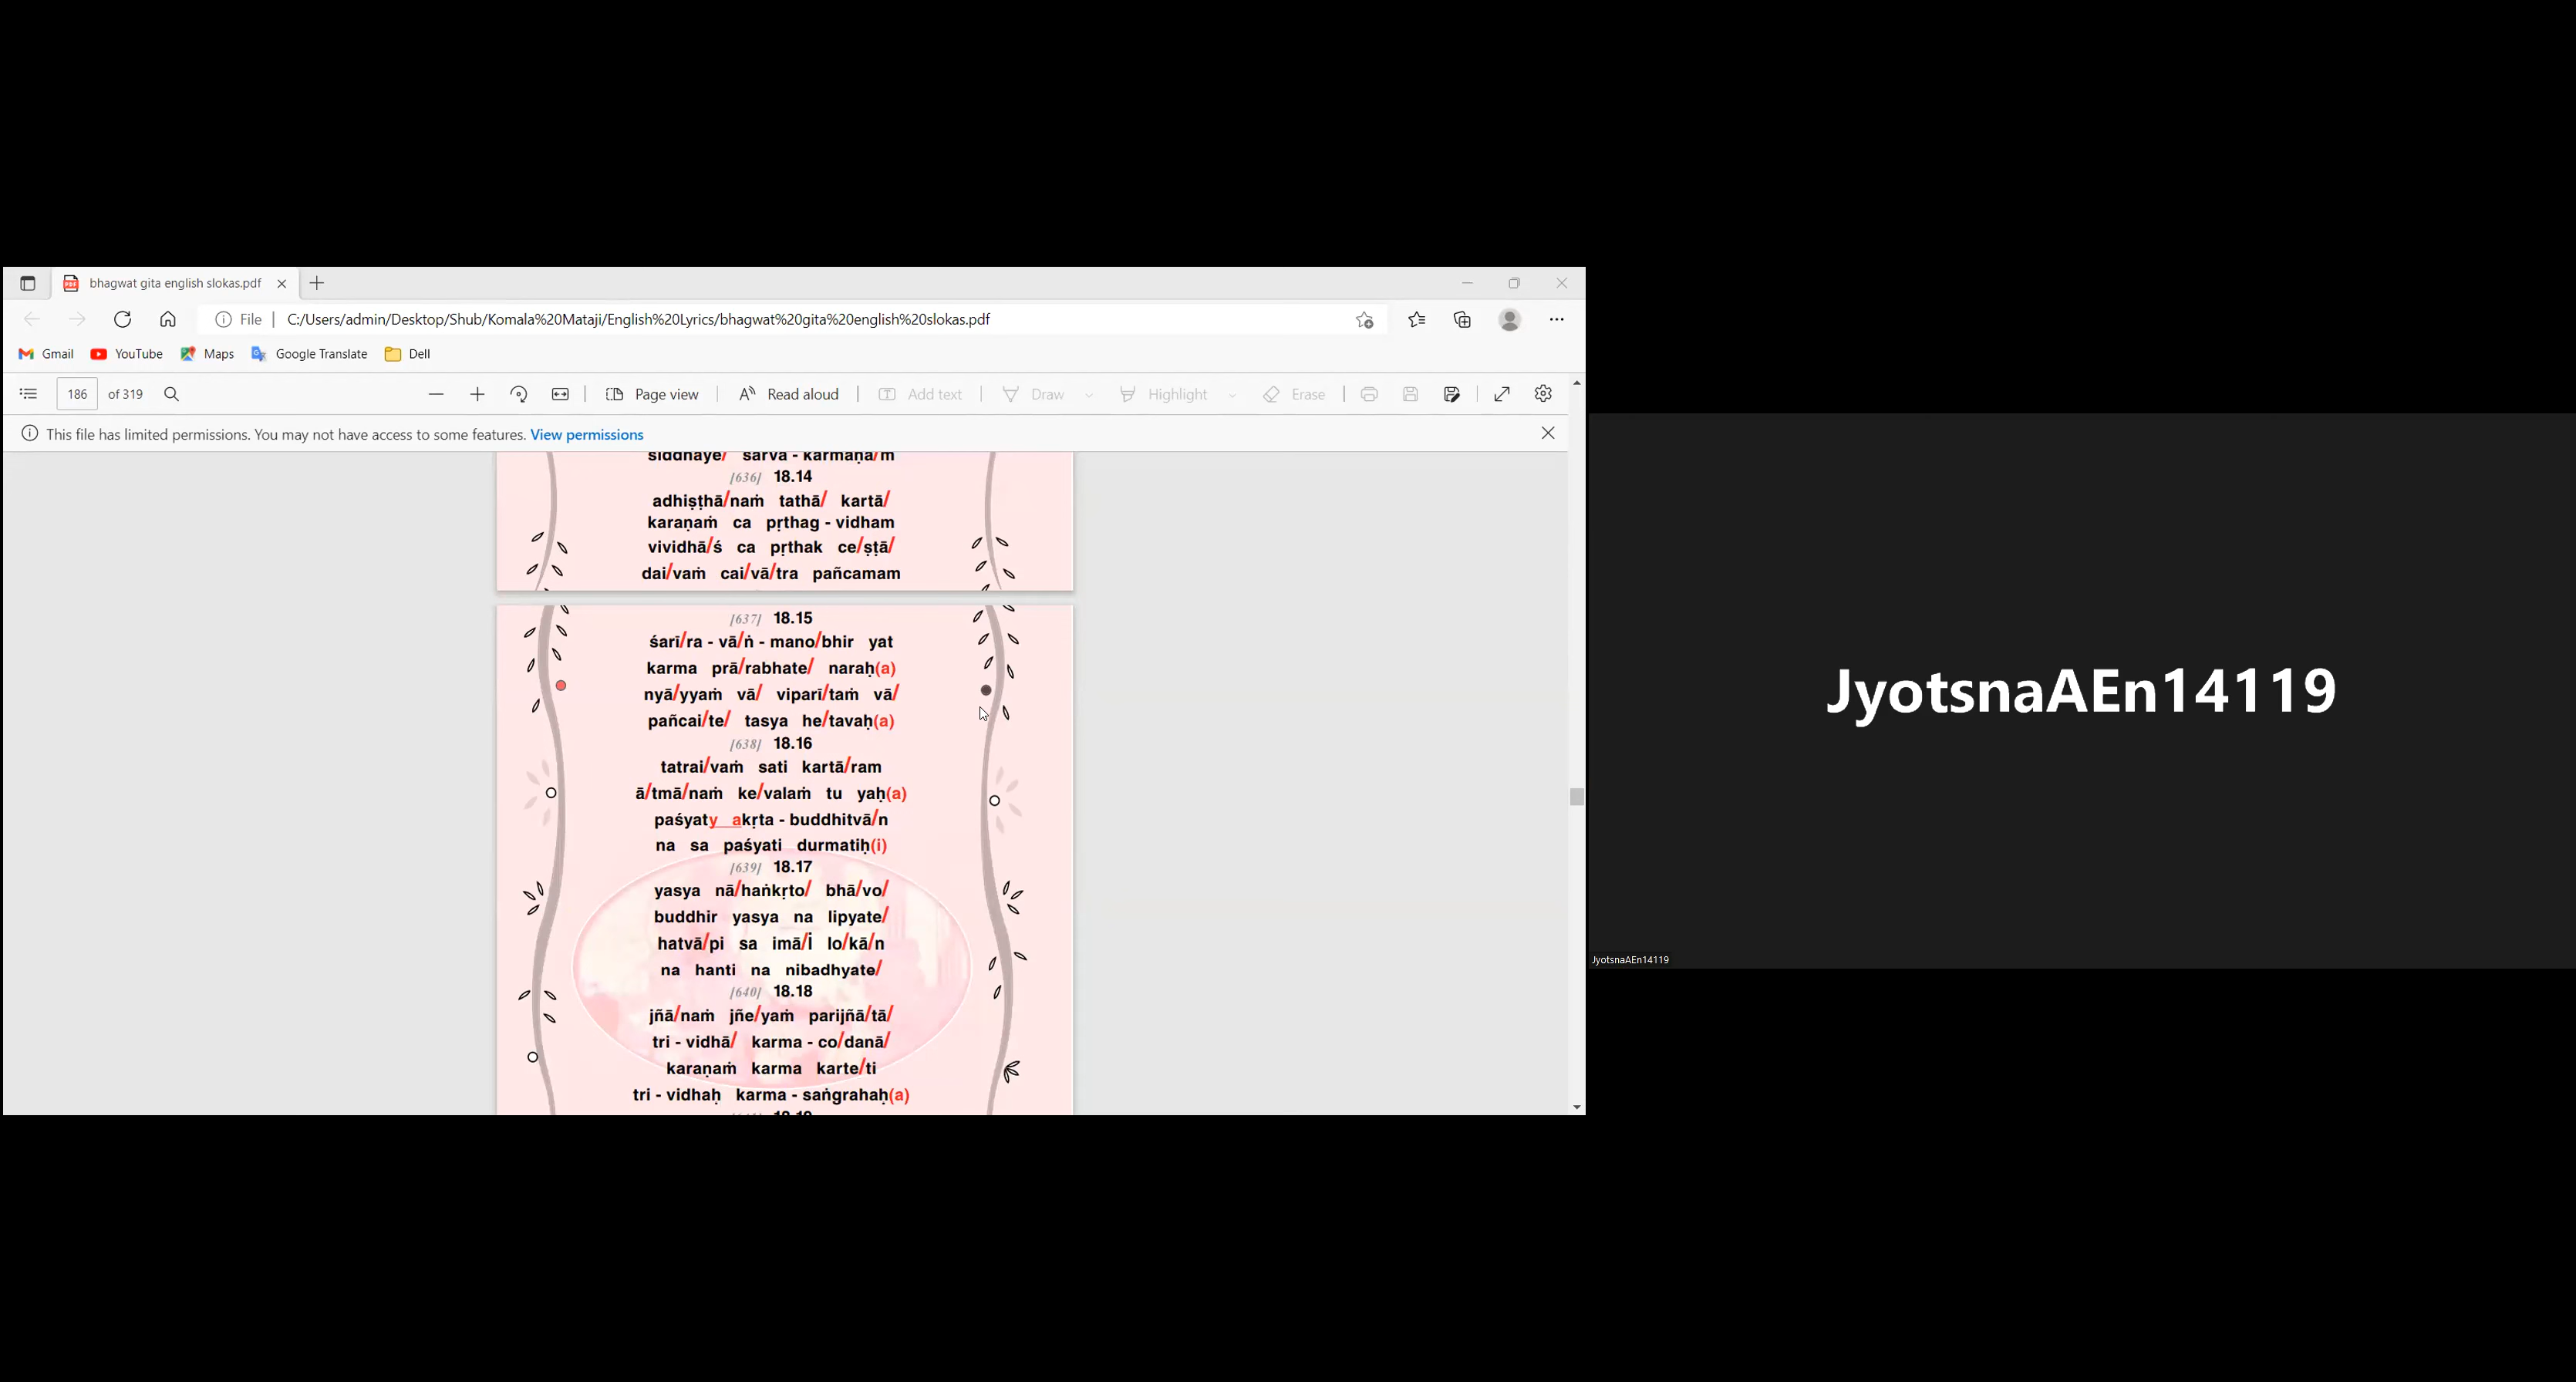 bhagwat gita english slokas.pdf
File | C:/Users/admin/Desktop/Shub/Komala%20Mataji/English%20Lyrics/bhagwat%20gita%20english%20slokas.pdf
Gmail YouTube Maps Google Translate Dell
186 of 319 Page view Read aloud Add text Draw Highlight Erase
This file has limited permissions. You may not have access to some features. View permissions
siddhaye/ sarva - karmaṇa/m
[636] 18.14
adhiṣṭhā/naṁ tathā/ kartā/
karaṇaṁ ca pṛthag - vidham
vividhā/ś ca pṛthak ce/ṣṭā/
dai/vaṁ cai/vā/tra pañcamam
[637] 18.15
śarī/ra - vā/ṅ - mano/bhir yat
karma prā/rabhate/ naraḥ(a)
nyā/yyaṁ vā/ viparī/taṁ vā/
pañcai/te/ tasya he/tavaḥ(a)
[638] 18.16
tatrai/vaṁ sati kartā/ram
ā/tmā/naṁ ke/valaṁ tu yaḥ(a)
paśyaty akṛta - buddhitvā/n
na sa paśyati durmatiḥ(i)
[639] 18.17
yasya nā/haṅkṛto/ bhā/vo/
buddhir yasya na lipyate/
hatvā/pi sa imā/l̇ lo/kā/n
na hanti na nibadhyate/
[640] 18.18
jñā/naṁ jñe/yaṁ parijñā/tā/
tri - vidhā/ karma - co/danā/
karaṇaṁ karma karte/ti
tri - vidhaḥ karma - saṅgrahaḥ(a)
JyotsnaAEn14119
JyotsnaAEn14119